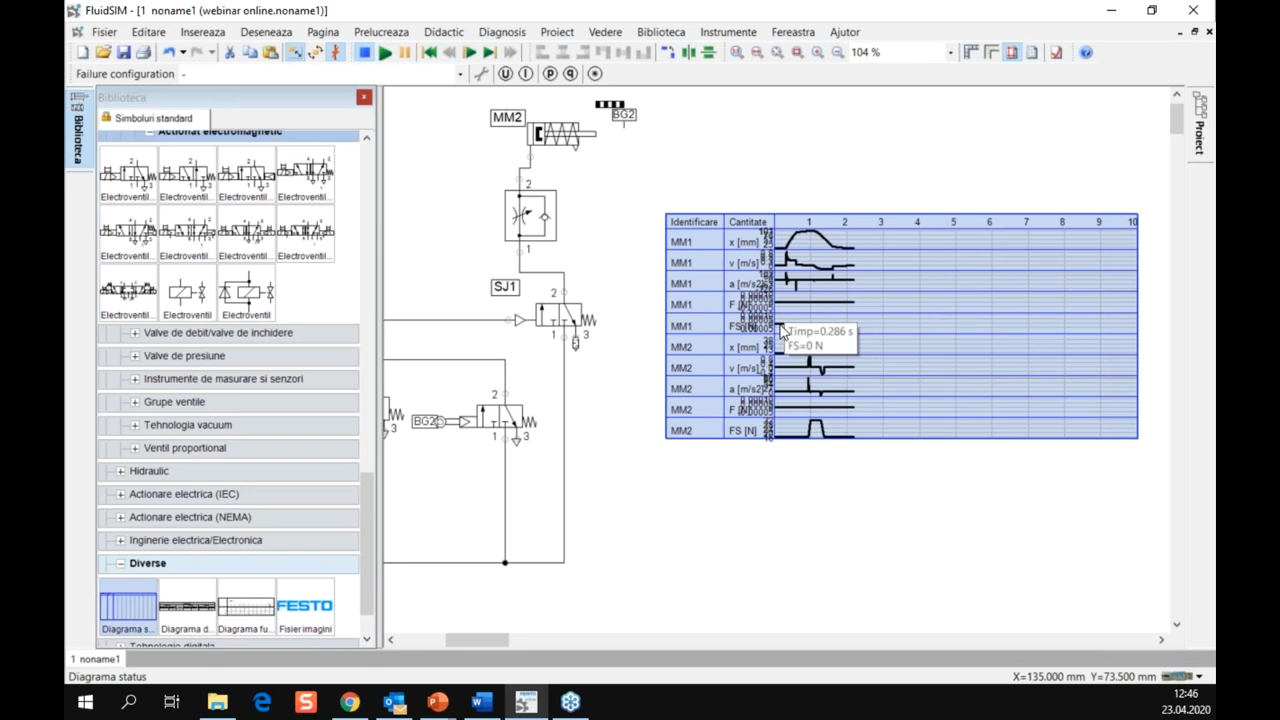 FluidSIM - [1 noname1 (webinar online.noname1)]
Fisier Editare Insereaza Deseneaza Pagina Prelucreaza Didactic Diagnosis Proiect Vedere Biblioteca Instrumente Fereastra Ajutor
104 %
Failure configuration -
Biblioteca
Simboluri standard
Biblioteca
Actionat electromagnetic
Electroventil... Electroventil... Electroventil... Electroventil...
Electroventil... Electroventil... Electroventil... Electroventil...
Electroventil... Electroventil Electroventil
Valve de debit/valve de inchidere
Valve de presiune
Instrumente de masurare si senzori
Grupe ventile
Tehnologia vacuum
Ventil proportional
Hidraulic
Actionare electrica (IEC)
Actionare electrica (NEMA)
Inginerie electrica/Electronica
Diverse
FESTO
Diagrama s... Diagrama d... Diagrama fu... Fisier imagini
Tehnologie digitala
MM2
BG2
2
1
SJ1
2
1 3
3
BG2
2
1 3
Identificare Cantitate 1 2 3 4 5 6 7 8 9 10
MM1 x [mm]
MM1 v [m/s]
MM1 a [m/s2]
MM1 F [N]
MM1 FS [N]
MM2 x [mm]
MM2 v [m/s]
MM2 a [m/s2]
MM2 F [N]
MM2 FS [N]
Timp=0.286 s
FS=0 N
Project
1 noname1
Diagrama status
X=135.000 mm Y=73.500 mm
12:46
23.04.2020